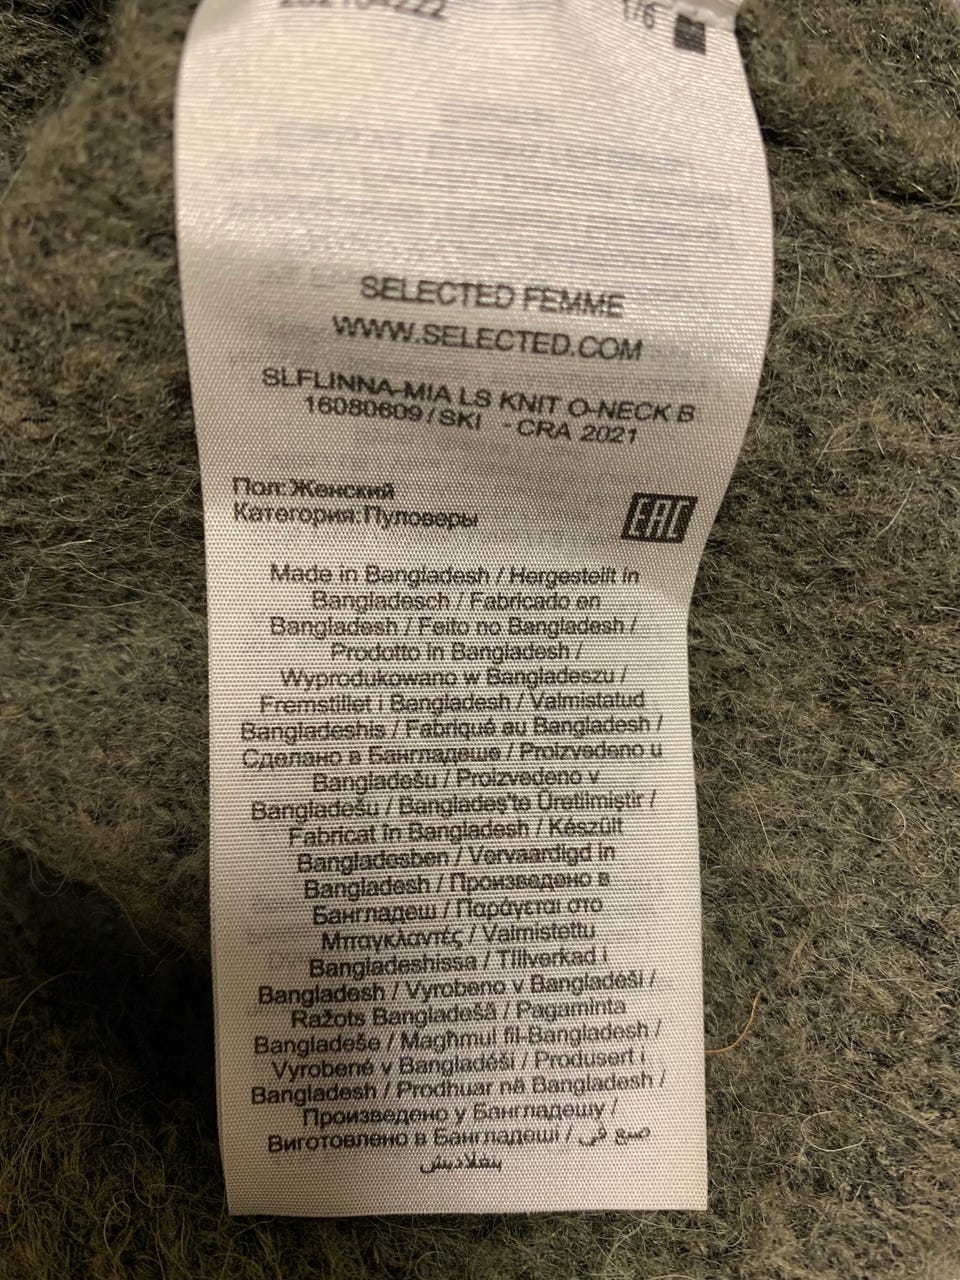 1/6
SELECTED FEMME
WWW.SELECTED.COM
SLFLINNA-MIA LS KNIT O-NECK B
16080609 / SKI - CRA 2021
Пол:Женский
Категория:Пуловеры
EAC
Made in Bangladesh / Hergestellt in
Bangladesch / Fabricado en
Bangladesh / Feito no Bangladesh /
Prodotto in Bangladesh /
Wyprodukowano w Bangladeszu /
Fremstillet i Bangladesh / Valmistatud
Bangladeshis / Fabriqué au Bangladesh /
Сделано в Бангладеше / Proizvedeno u
Bangladešu / Proizvedeno v
Bangladešu / Bangladeş'te Üretilmiştir /
Fabricat în Bangladesh / Készült
Bangladesben / Vervaardigd in
Bangladesh / Произведено в
Бангладеш / Παράγεται στο
Μπαγκλαντές / Valmistettu
Bangladeshissa / Tillverkad i
Bangladesh / Vyrobeno v Bangladéši /
Ražots Bangladešā / Pagaminta
Bangladeše / Magħmul fil-Bangladesh /
Vyrobené v Bangladéši / Produsert i
Bangladesh / Prodhuar në Bangladesh /
Произведено у Бангладешу /
Виготовлено в Бангладеші / صنع في
بنغلاديش